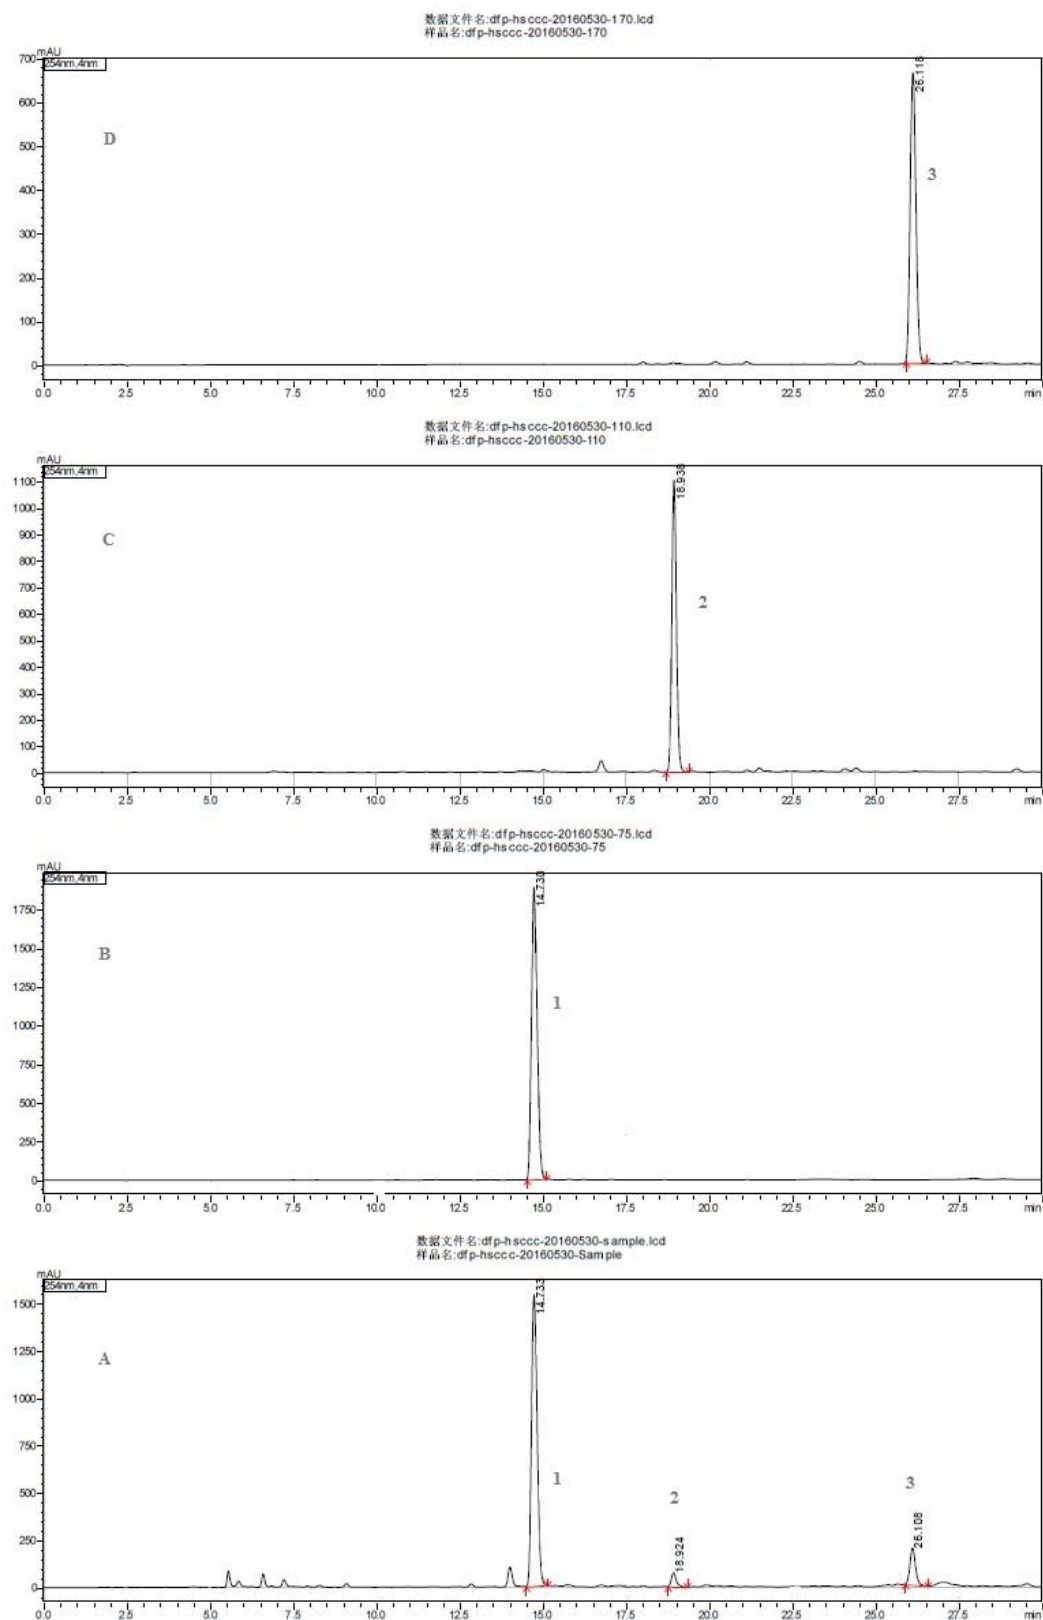 数据文件名:dfp-hsccc-20160530-170.lcd
样品名:dfp-hsccc-20160530-170
mAU
254nm,4nm
700
26.118
600
D
500
3
400
300
200
100
0
0.0 2.5 5.0 7.5 10.0 12.5 15.0 17.5 20.0 22.5 25.0 27.5 min
数据文件名:dfp-hsccc-20160530-110.lcd
样品名:dfp-hsccc-20160530-110
mAU
254nm,4nm
18.938
1100
1000
C
900
800
700
2
600
500
400
300
200
100
0
0.0 2.5 5.0 7.5 10.0 12.5 15.0 17.5 20.0 22.5 25.0 27.5 min
数据文件名:dfp-hsccc-20160530-75.lcd
样品名:dfp-hsccc-20160530-75
mAU
254nm,4nm
14.730
1750
B
1500
1250
1
1000
750
500
250
0
0.0 2.5 5.0 7.5 10.0 12.5 15.0 17.5 20.0 22.5 25.0 27.5 min
数据文件名:dfp-hsccc-20160530-sample.lcd
样品名:dfp-hsccc-20160530-Sample
mAU
254nm,4nm
14.733
1500
A
1250
1000
750
1
2
3
500
18.924
26.108
250
0
0.0 2.5 5.0 7.5 10.0 12.5 15.0 17.5 20.0 22.5 25.0 27.5 min